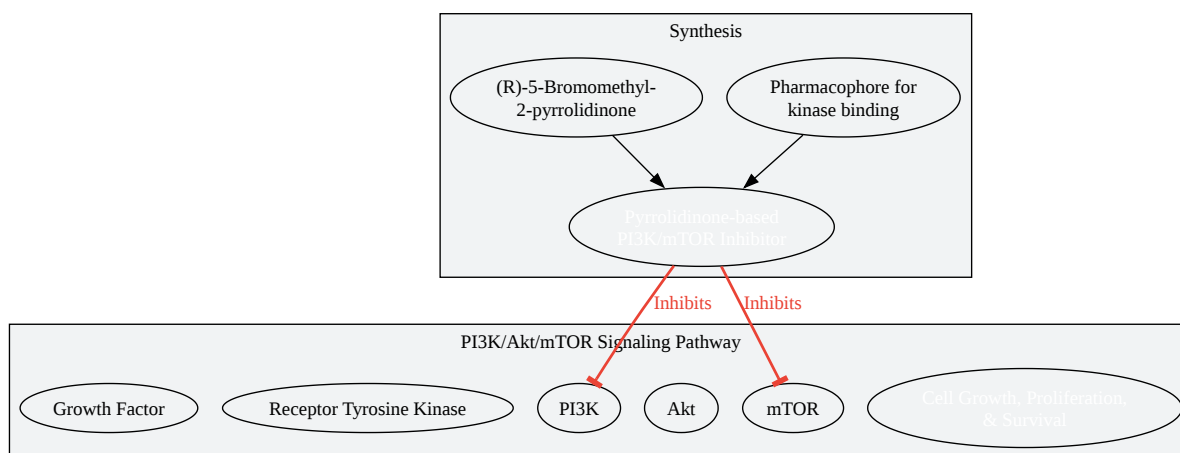 Synthesis
(R)-5-Bromomethyl-
2-pyrrolidinone
Pharmacophore for
kinase binding
Pyrrolidinone-based
PI3K/mTOR Inhibitor
Inhibits
Inhibits
PI3K/Akt/mTOR Signaling Pathway
Growth Factor
Receptor Tyrosine Kinase
PI3K
Akt
mTOR
Cell Growth, Proliferation,
& Survival